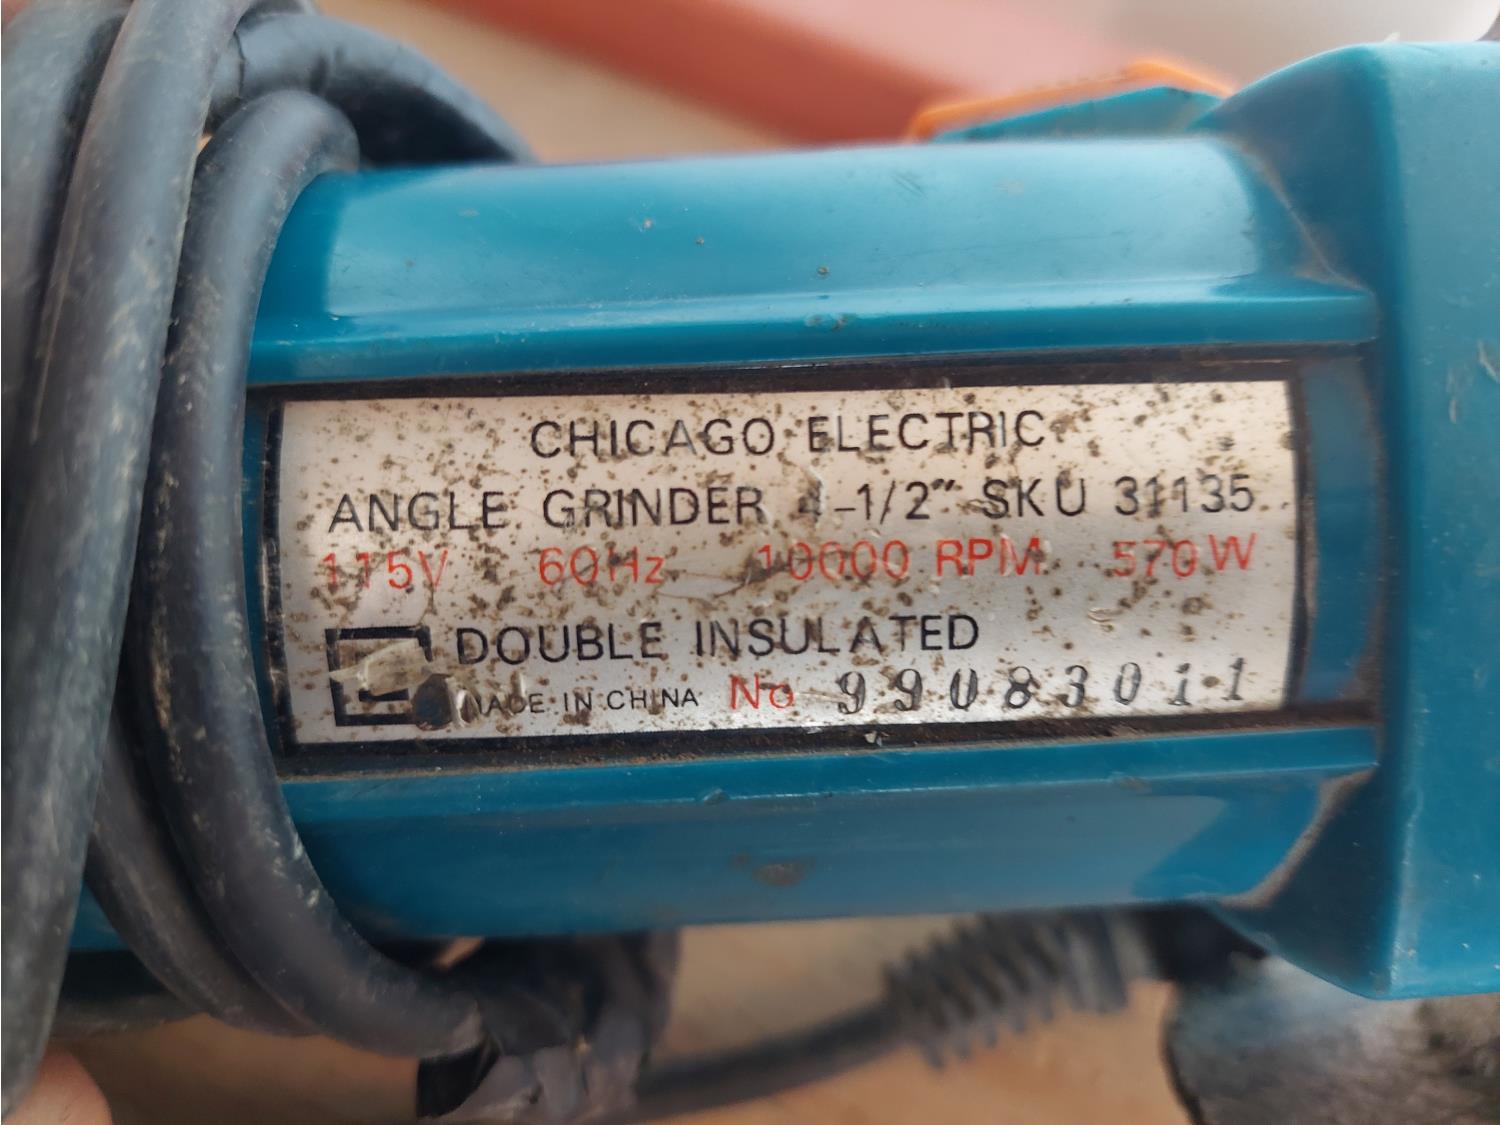 CHICAGO ELECTRIC
ANGLE GRINDER 4-1/2" SKU 31135
115V 60Hz 10000 RPM 570W
DOUBLE INSULATED
MADE IN CHINA No 99083011